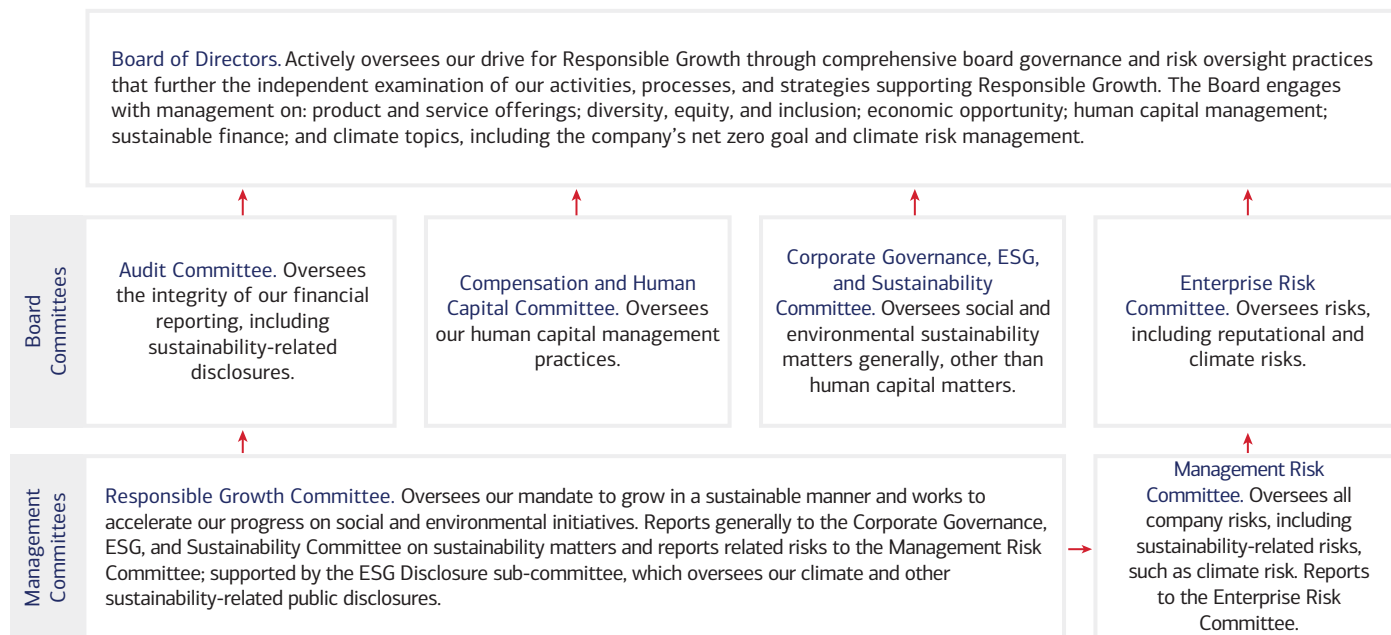 Board of Directors. Actively oversees our drive for Responsible Growth through comprehensive board governance and risk oversight practices
that further the independent examination of our activities, processes, and strategies supporting Responsible Growth. The Board engages
with management on: product and service offerings; diversity, equity, and inclusion; economic opportunity; human capital management;
sustainable finance; and climate topics, including the company’s net zero goal and climate risk management.
Board
Committees
Audit Committee. Oversees
the integrity of our financial
reporting, including
sustainability-related
disclosures.
Compensation and Human
Capital Committee. Oversees
our human capital management
practices.
Corporate Governance, ESG,
and Sustainability
Committee. Oversees social and
environmental sustainability
matters generally, other than
human capital matters.
Enterprise Risk
Committee. Oversees risks,
including reputational and
climate risks.
Management
Committees
Responsible Growth Committee. Oversees our mandate to grow in a sustainable manner and works to
accelerate our progress on social and environmental initiatives. Reports generally to the Corporate Governance,
ESG, and Sustainability Committee on sustainability matters and reports related risks to the Management Risk
Committee; supported by the ESG Disclosure sub-committee, which oversees our climate and other
sustainability-related public disclosures.
Management Risk
Committee. Oversees all
company risks, including
sustainability-related risks,
such as climate risk. Reports
to the Enterprise Risk
Committee.